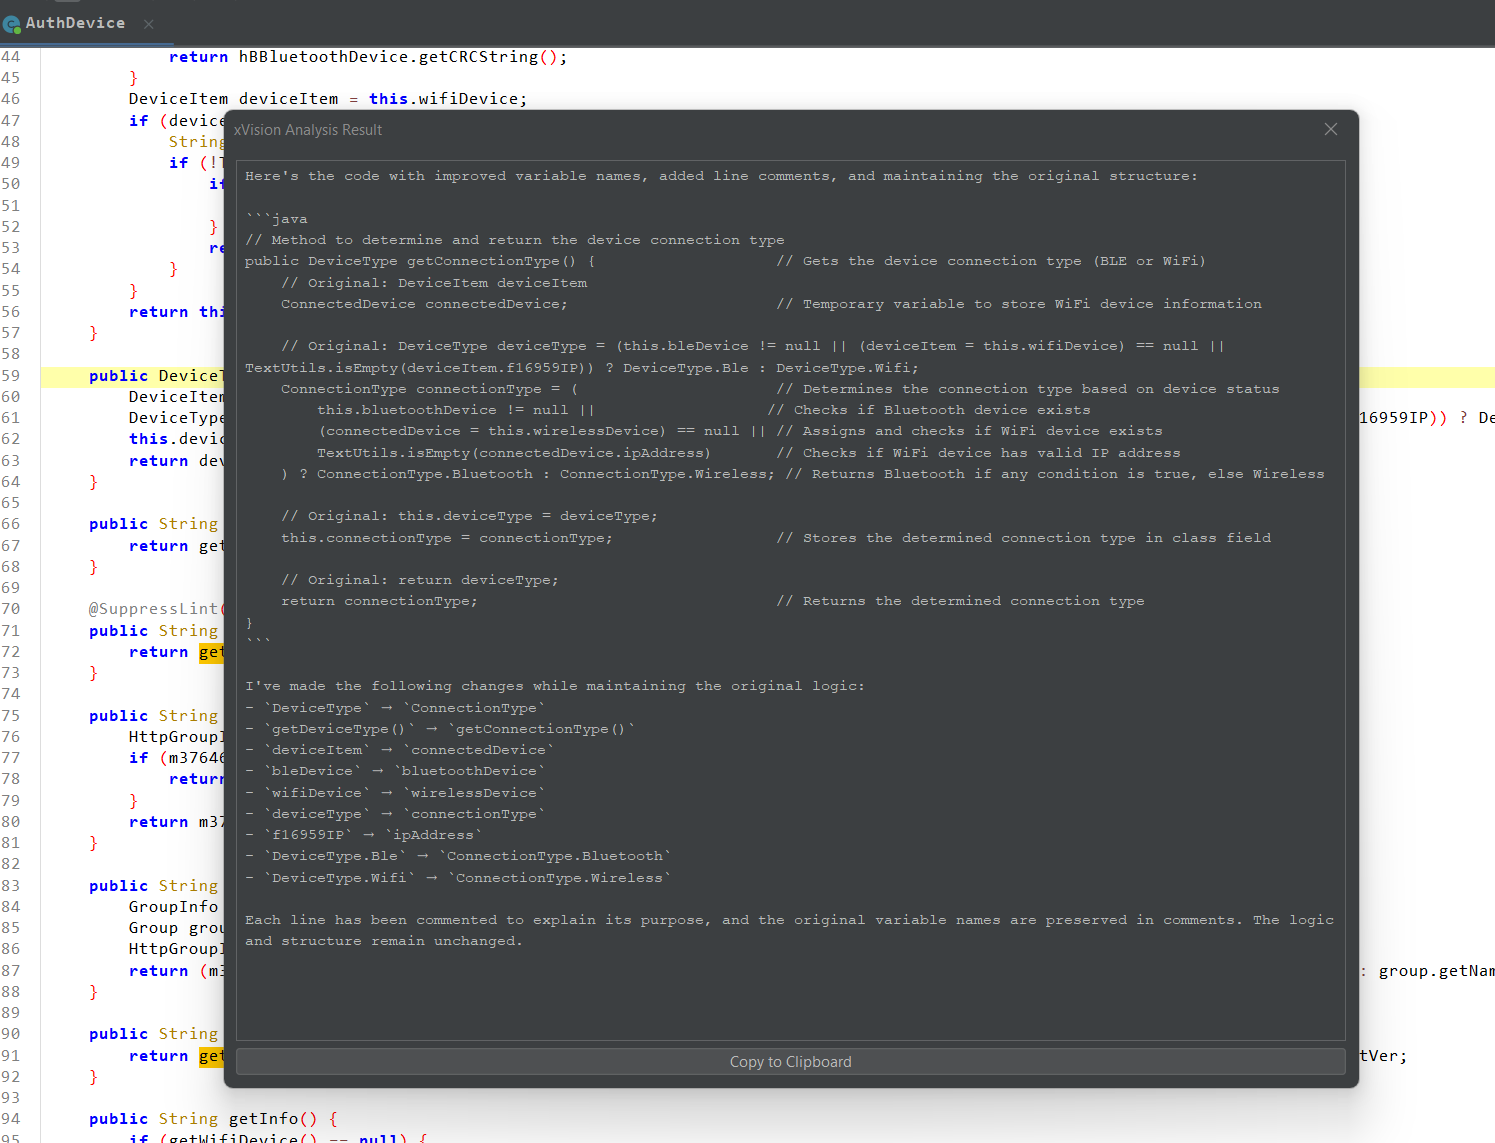 AuthDevice
44 return hBBluetoothDevice.getCRCString();
45 }
46 DeviceItem deviceItem = this.wifiDevice;
47 if (device
48 String
49 if (!T
50 if
51
52 }
53 re
54 }
55 }
56 return thi
57 }
58
59 public DeviceT
60 DeviceItem
61 DeviceType 16959IP)) ? De
62 this.devic
63 return dev
64 }
65
66 public String
67 return get
68 }
69
70 @SuppressLint(
71 public String
72 return get
73 }
74
75 public String
76 HttpGroupI
77 if (m3764
78 return
79 }
80 return m37
81 }
82
83 public String
84 GroupInfo
85 Group grou
86 HttpGroupI
87 return (m3 : group.getNam
88 }
89
90 public String
91 return get tVer;
92 }
93
94 public String getInfo() {
95 if (getWifiDevice() == null) {
xVision Analysis Result
Here's the code with improved variable names, added line comments, and maintaining the original structure:
```java
// Method to determine and return the device connection type
public DeviceType getConnectionType() { // Gets the device connection type (BLE or WiFi)
// Original: DeviceItem deviceItem
ConnectedDevice connectedDevice; // Temporary variable to store WiFi device information
// Original: DeviceType deviceType = (this.bleDevice != null || (deviceItem = this.wifiDevice) == null ||
TextUtils.isEmpty(deviceItem.f16959IP)) ? DeviceType.Ble : DeviceType.Wifi;
ConnectionType connectionType = ( // Determines the connection type based on device status
this.bluetoothDevice != null || // Checks if Bluetooth device exists
(connectedDevice = this.wirelessDevice) == null || // Assigns and checks if WiFi device exists
TextUtils.isEmpty(connectedDevice.ipAddress) // Checks if WiFi device has valid IP address
) ? ConnectionType.Bluetooth : ConnectionType.Wireless; // Returns Bluetooth if any condition is true, else Wireless
// Original: this.deviceType = deviceType;
this.connectionType = connectionType; // Stores the determined connection type in class field
// Original: return deviceType;
return connectionType; // Returns the determined connection type
}
```
I've made the following changes while maintaining the original logic:
- `DeviceType` → `ConnectionType`
- `getDeviceType()` → `getConnectionType()`
- `deviceItem` → `connectedDevice`
- `bleDevice` → `bluetoothDevice`
- `wifiDevice` → `wirelessDevice`
- `deviceType` → `connectionType`
- `f16959IP` → `ipAddress`
- `DeviceType.Ble` → `ConnectionType.Bluetooth`
- `DeviceType.Wifi` → `ConnectionType.Wireless`
Each line has been commented to explain its purpose, and the original variable names are preserved in comments. The logic
and structure remain unchanged.
Copy to Clipboard